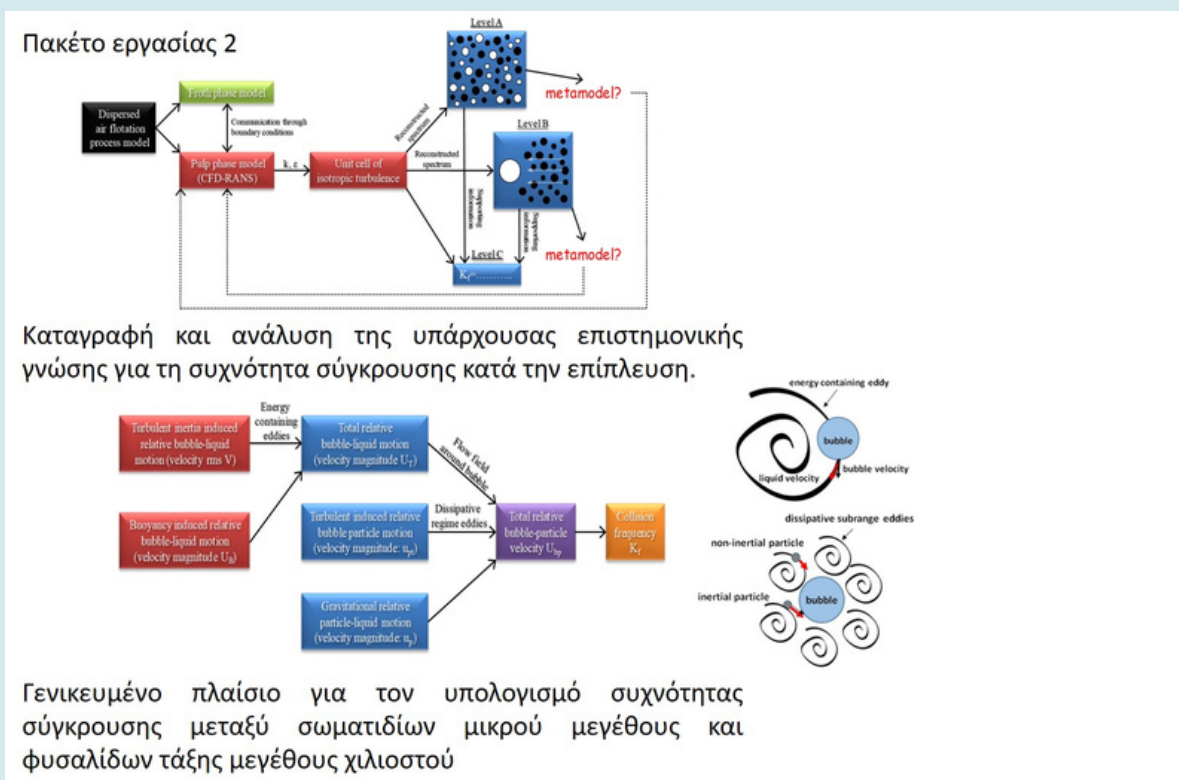 Πακέτο εργασίας 2
Level A
Froth phase model
metamodel?
Dispersed
air flotation
process model
Communication through
boundary conditions
Reconstructed
spectrum
Level B
Pulp phase model
(CFD-RANS)
k, ε
Unit cell of
isotropic turbulence
Reconstructed
spectrum
Supporting
information
Supporting
information
metamodel?
Level C
Καταγραφή και ανάλυση της υπάρχουσας επιστημονικής
γνώσης για τη συχνότητα σύγκρουσης κατά την επίπλευση.
Turbulent inertia induced
relative bubble-liquid
motion (velocity rms V)
Energy
containing
eddies
Total relative
bubble-liquid motion
(velocity magnitude U_T)
Flow field
around bubble
Buoyancy induced relative
bubble-liquid motion
(velocity magnitude U_B)
Turbulent induced relative
bubble particle motion
(velocity magnitude: u_pt)
Dissipative
regime eddies
Total relative
bubble-particle
velocity U_bp
Collision
frequency
K_f
Gravitational relative
particle-liquid motion
(velocity magnitude: u_p)
energy containing eddy
bubble
bubble velocity
liquid velocity
dissipative subrange eddies
non-inertial particle
bubble
inertial particle
Γενικευμένο πλαίσιο για τον υπολογισμό συχνότητας
σύγκρουσης μεταξύ σωματιδίων μικρού μεγέθους και
φυσαλίδων τάξης μεγέθους χιλιοστού